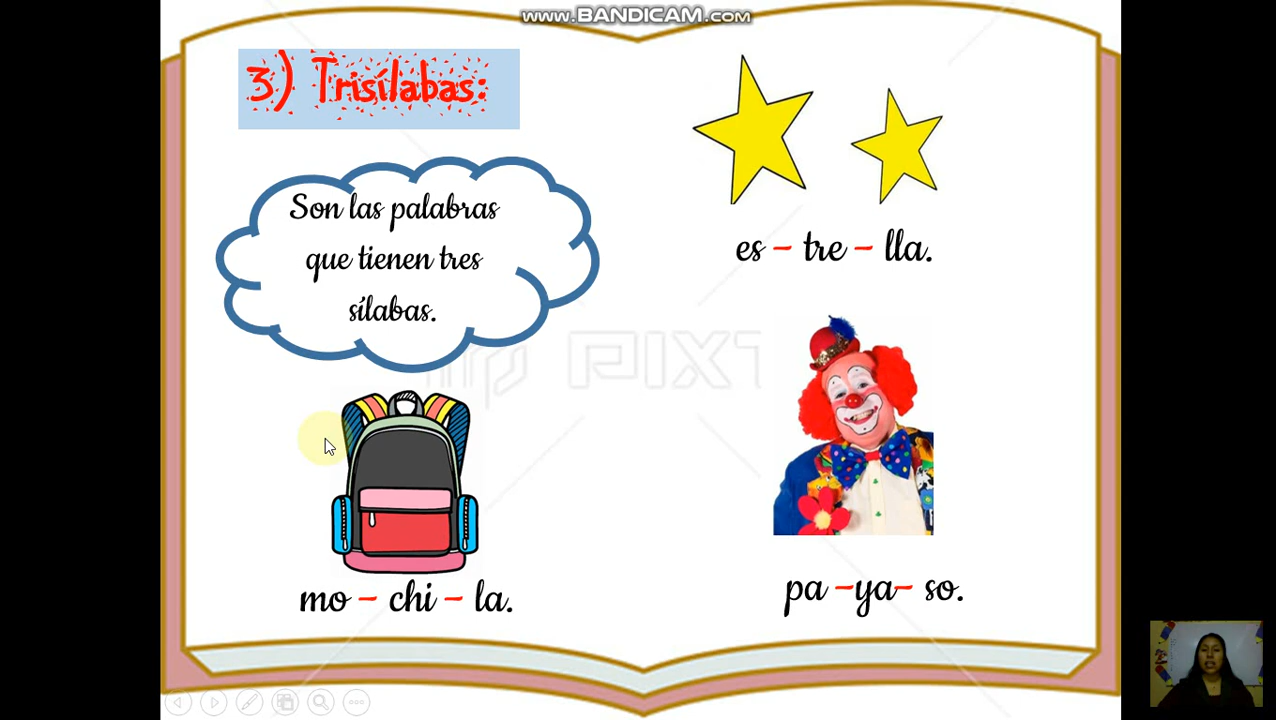 www.BANDICAM.com
3) Trisílabas:
Son las palabras
que tienen tres
sílabas.
es - tre - lla.
PIXT
mo - chi - la.
pa -ya- so.